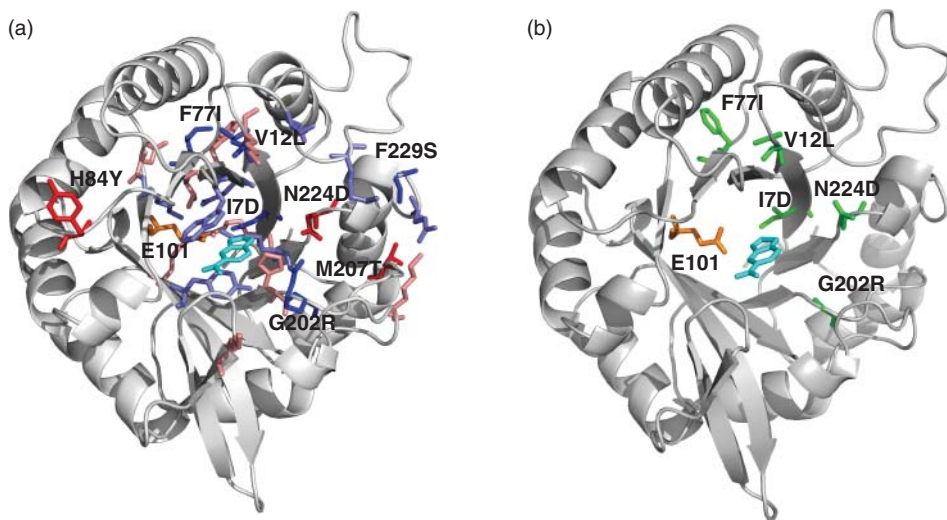 (a)
F77I
V12L
F229S
H84Y
I7D
N224D
E101
M207T
G202R
(b)
F77I
V12L
N224D
I7D
E101
G202R